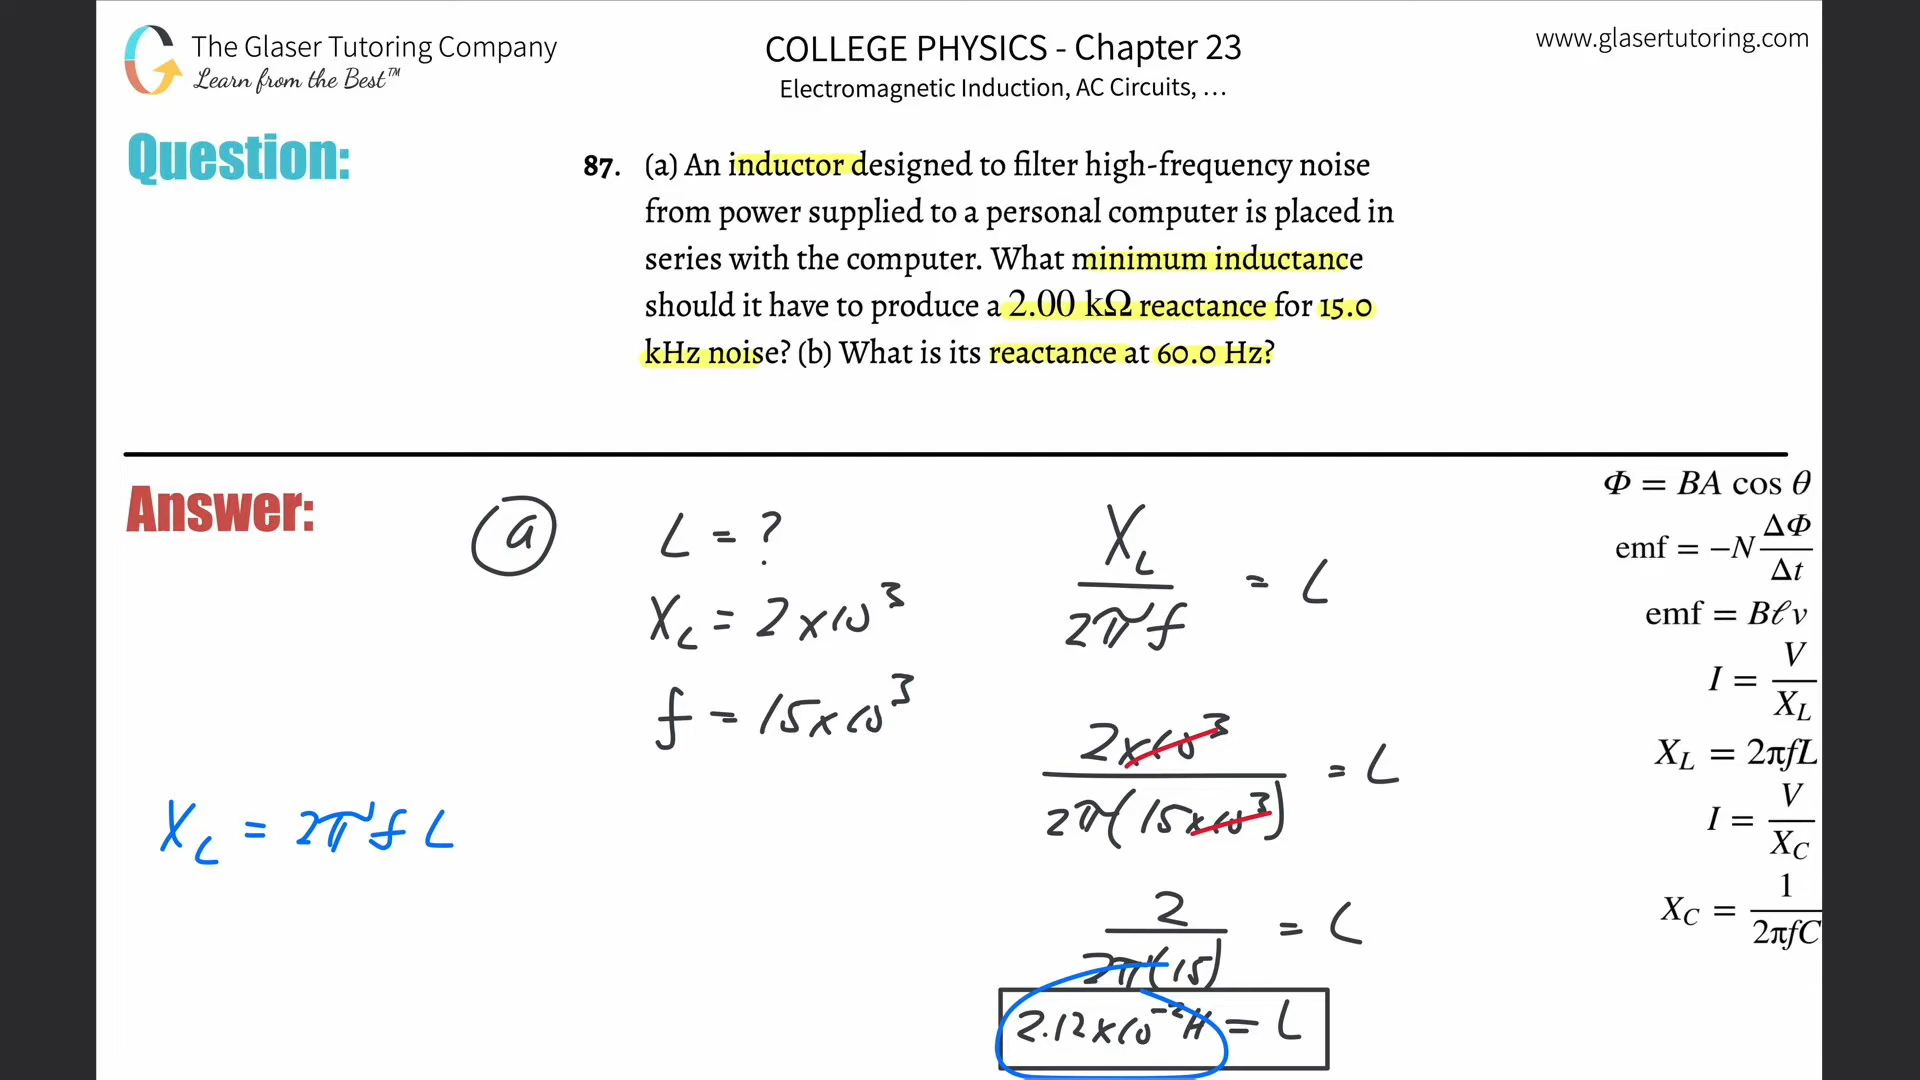 The Glaser Tutoring Company
Learn from the Best™
COLLEGE PHYSICS - Chapter 23
Electromagnetic Induction, AC Circuits, …
www.glasertutoring.com
Question:
87. (a) An inductor designed to filter high-frequency noise
from power supplied to a personal computer is placed in
series with the computer. What minimum inductance
should it have to produce a 2.00 kΩ reactance for 15.0
kHz noise? (b) What is its reactance at 60.0 Hz?
Answer:
a
L = ?
X_L = 2x10^3
f = 15x10^3
X_L = 2πfL
X_L / 2πf = L
2x10^3 / 2π(15x10^3) = L
2 / 2π(15) = L
2.12x10^-2 H = L
Φ = BA cos θ
emf = −N ΔΦ / Δt
emf = Bℓv
I = V / X_L
X_L = 2πfL
I = V / X_C
X_C = 1 / 2πfC